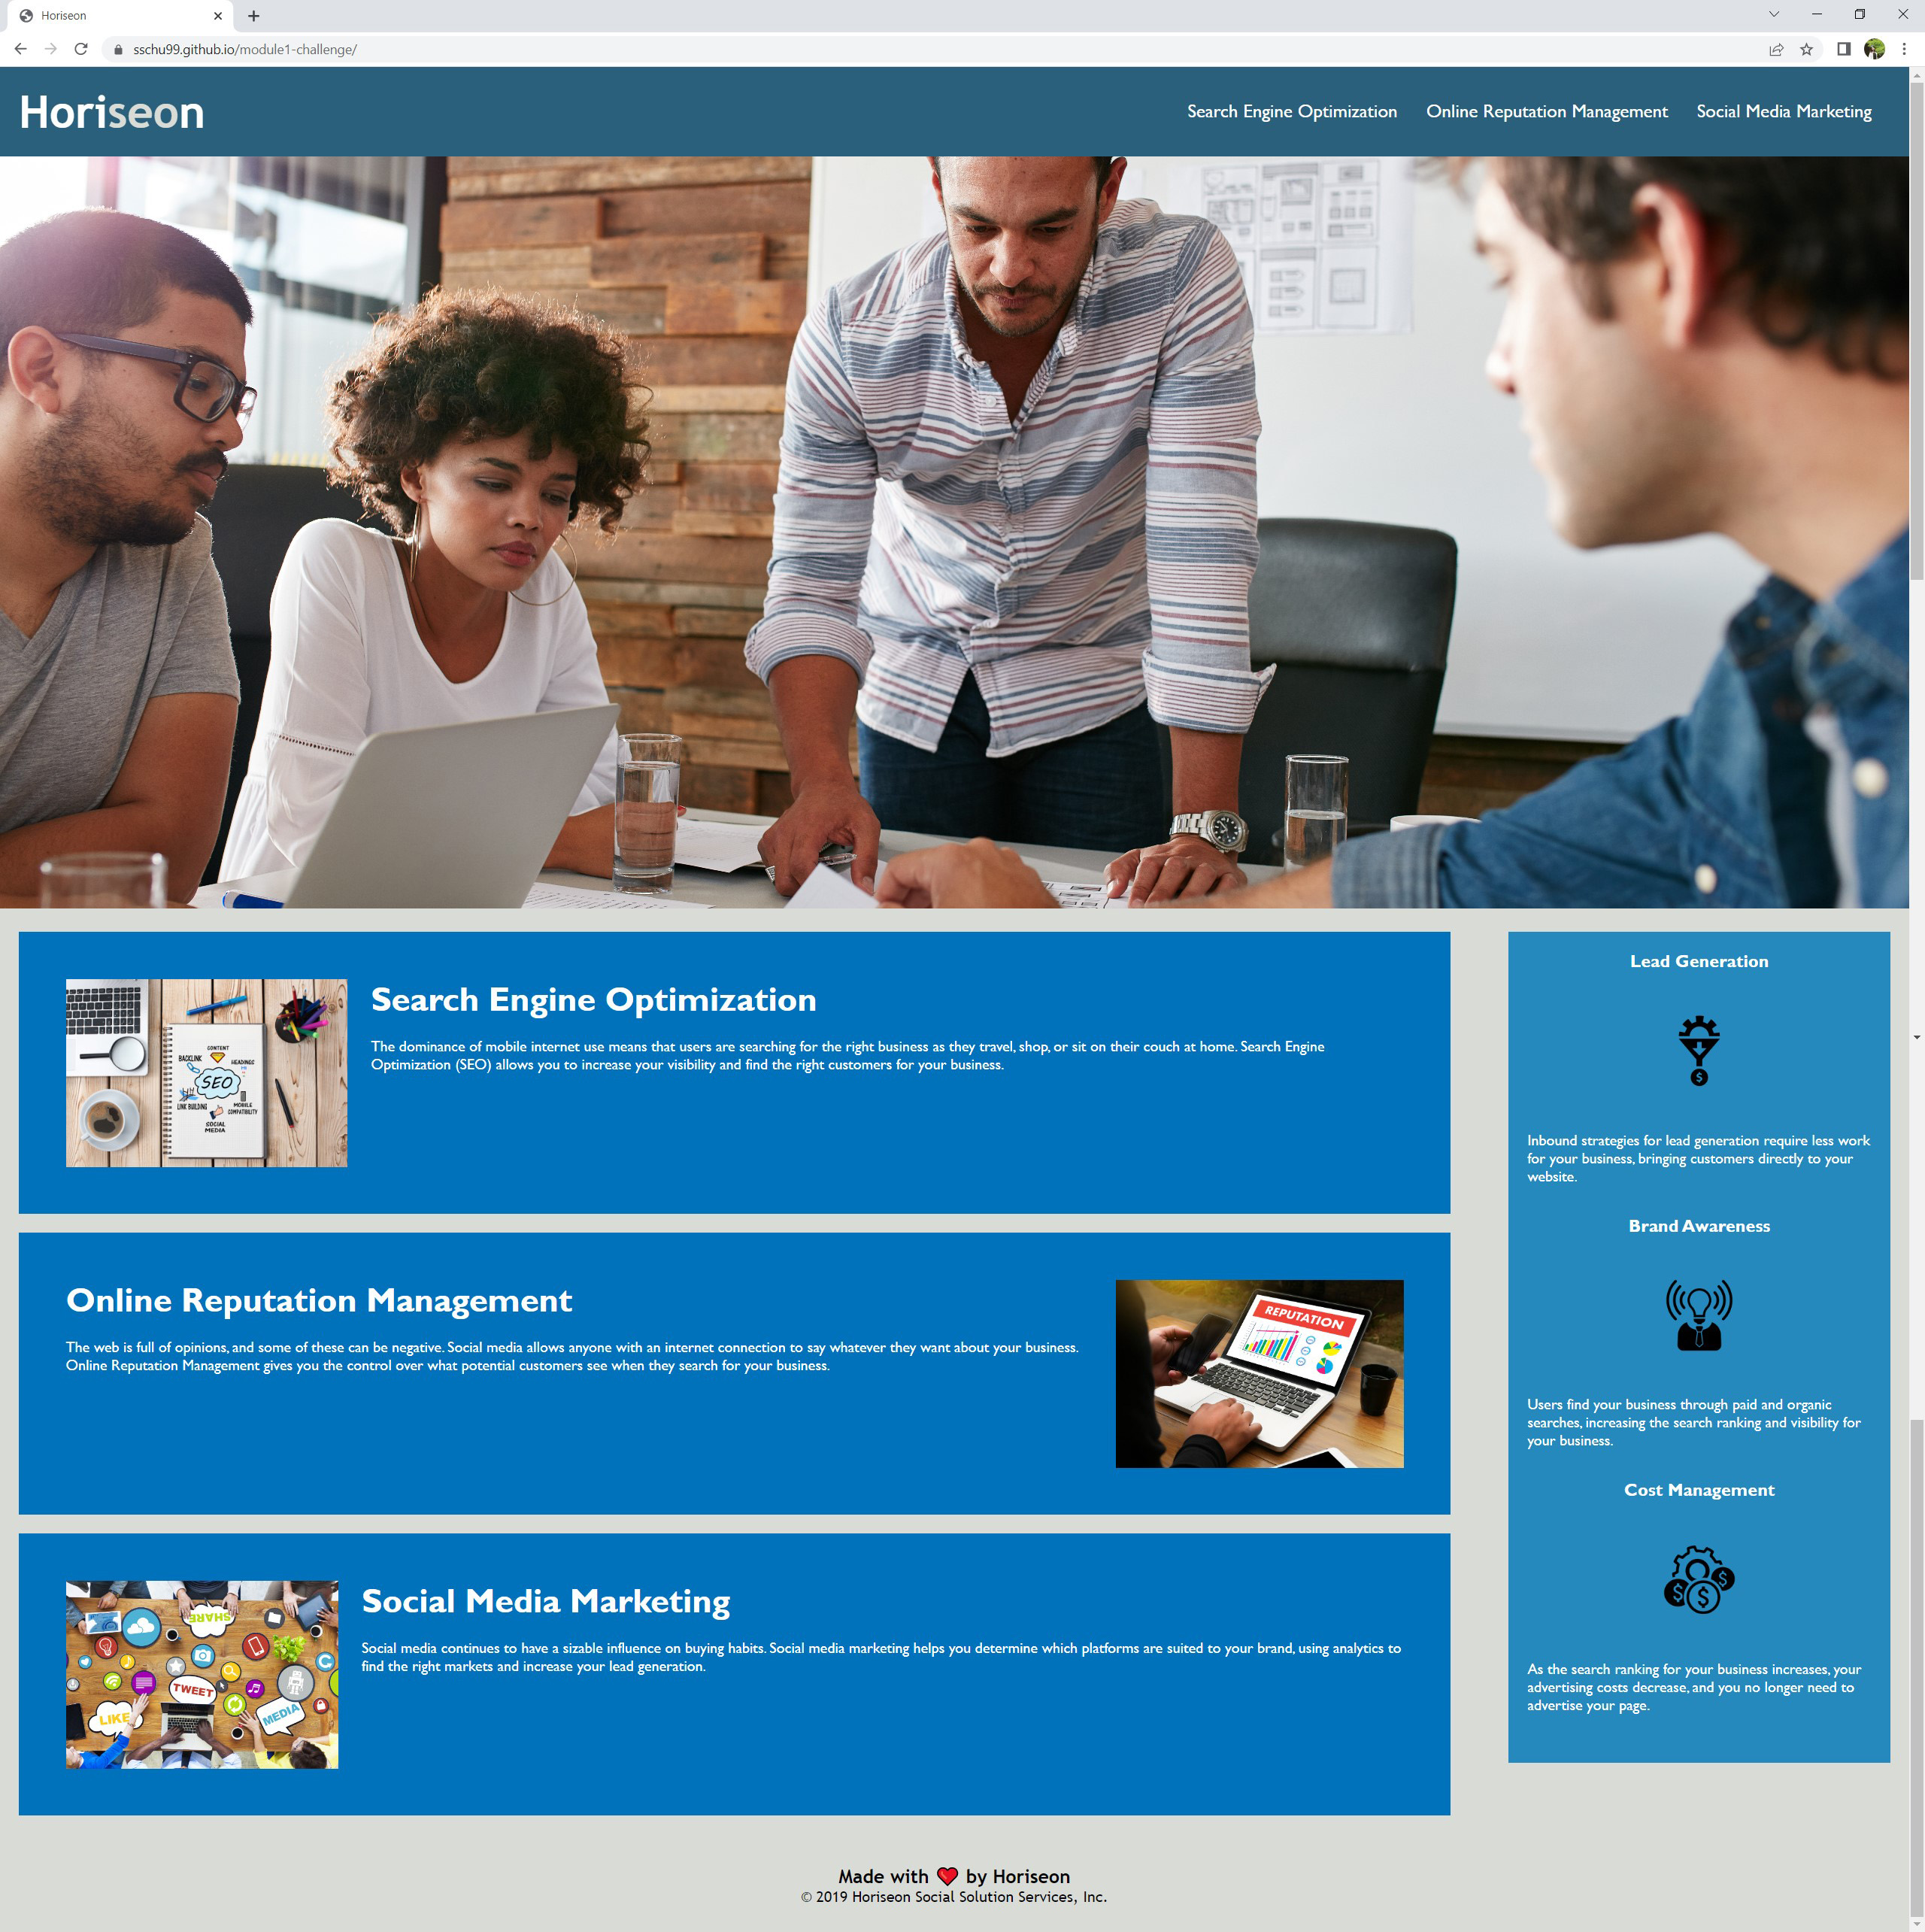 Horiseon
sschu99.github.io/module1-challenge/
Horiseon
Search Engine Optimization
Online Reputation Management
Social Media Marketing
CONTENT
BACKLINK
HEADINGS
SEO
LINK BUILDING
MOBILE
COMPATIBILITY
SOCIAL
MEDIA
Search Engine Optimization
The dominance of mobile internet use means that users are searching for the right business as they travel, shop, or sit on their couch at home. Search Engine
Optimization (SEO) allows you to increase your visibility and find the right customers for your business.
Online Reputation Management
The web is full of opinions, and some of these can be negative. Social media allows anyone with an internet connection to say whatever they want about your business.
Online Reputation Management gives you the control over what potential customers see when they search for your business.
REPUTATION
SHARE
TWEET
LIKE
MEDIA
Social Media Marketing
Social media continues to have a sizable influence on buying habits. Social media marketing helps you determine which platforms are suited to your brand, using analytics to
find the right markets and increase your lead generation.
Lead Generation
$
Inbound strategies for lead generation require less work
for your business, bringing customers directly to your
website.
Brand Awareness
Users find your business through paid and organic
searches, increasing the search ranking and visibility for
your business.
Cost Management
$ $ $
As the search ranking for your business increases, your
advertising costs decrease, and you no longer need to
advertise your page.
Made with ❤️ by Horiseon
© 2019 Horiseon Social Solution Services, Inc.